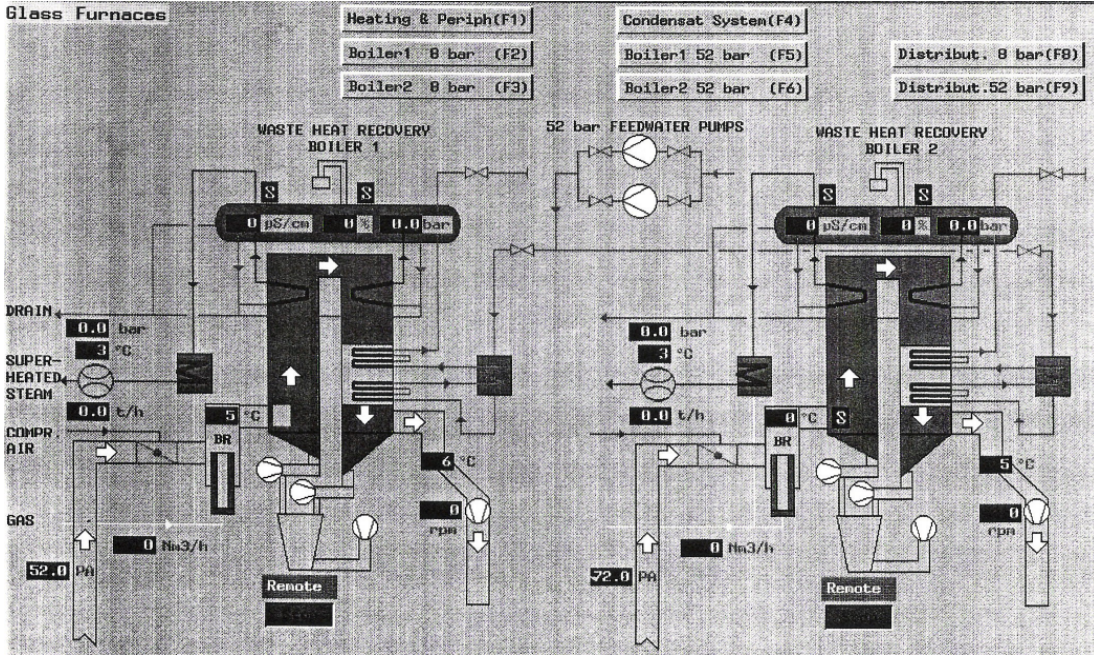 Glass Furnaces
Heating & Periph(F1)
Condensat System(F4)
Boiler1 8 bar (F2)
Boiler1 52 bar (F5)
Distribut. 8 bar(F8)
Boiler2 8 bar (F3)
Boiler2 52 bar (F6)
Distribut.52 bar(F9)
WASTE HEAT RECOVERY
BOILER 1
52 bar FEEDWATER PUMPS
WASTE HEAT RECOVERY
BOILER 2
S S
S S
0 µS/cm 0 % 0.0 bar
0 µS/cm 0 % 0.0 bar
DRAIN
0.0 bar
0.0 bar
3 °C
3 °C
SUPER-
HEATED
STEAM
0.0 t/h
0.0 t/h
5 °C
0 °C
S
COMPR.
AIR
BR
BR
6 °C
5 °C
GAS
0 rpm
0 rpm
0 Nm3/h
0 Nm3/h
52.0 PA
72.0 PA
Remote
Remote